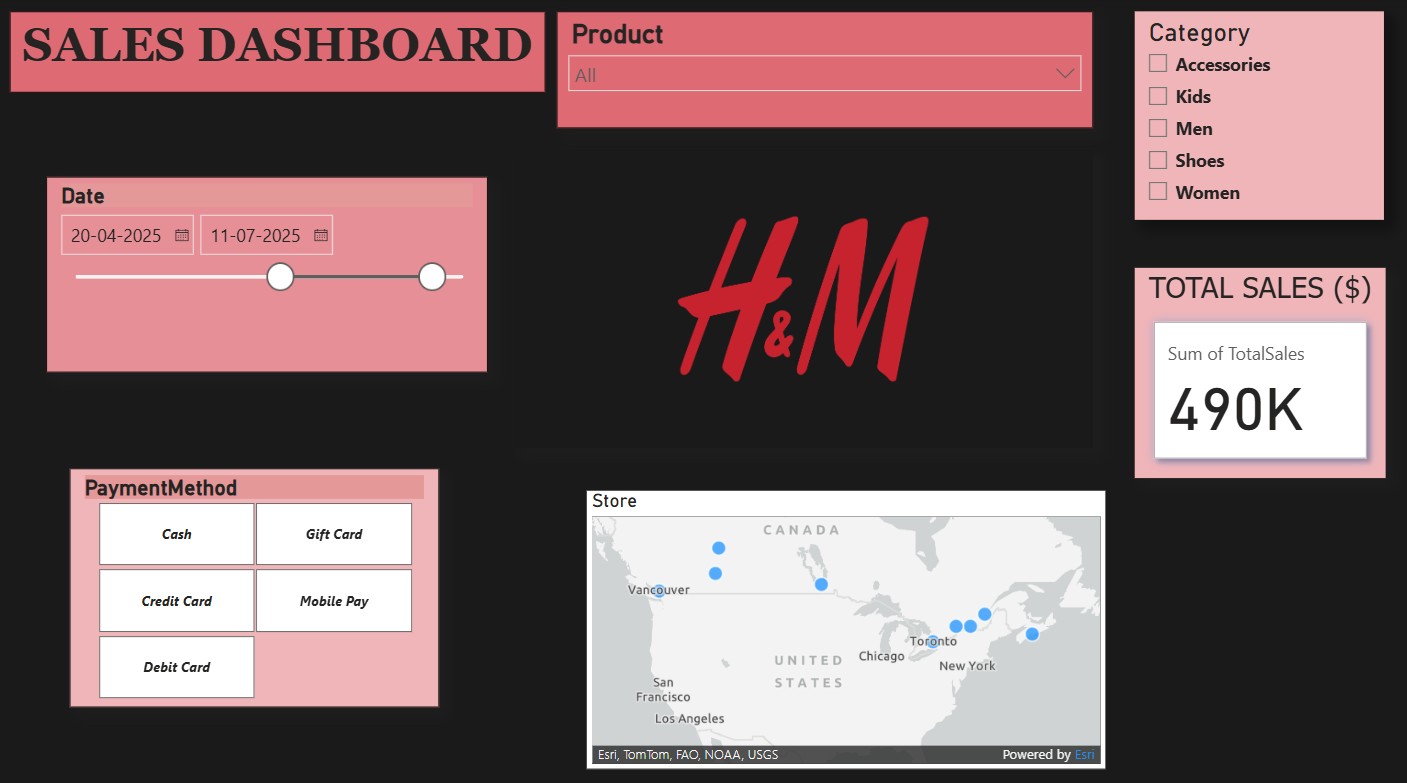 SALES DASHBOARD
Product
All
Category
Accessories
Kids
Men
Shoes
Women
Date
20-04-2025
11-07-2025
H&M
TOTAL SALES ($)
Sum of TotalSales
490K
PaymentMethod
Cash
Gift Card
Credit Card
Mobile Pay
Debit Card
Store
CANADA
Vancouver
Toronto
Chicago
New York
UNITED
STATES
San
Francisco
Los Angeles
Esri, TomTom, FAO, NOAA, USGS
Powered by Esri